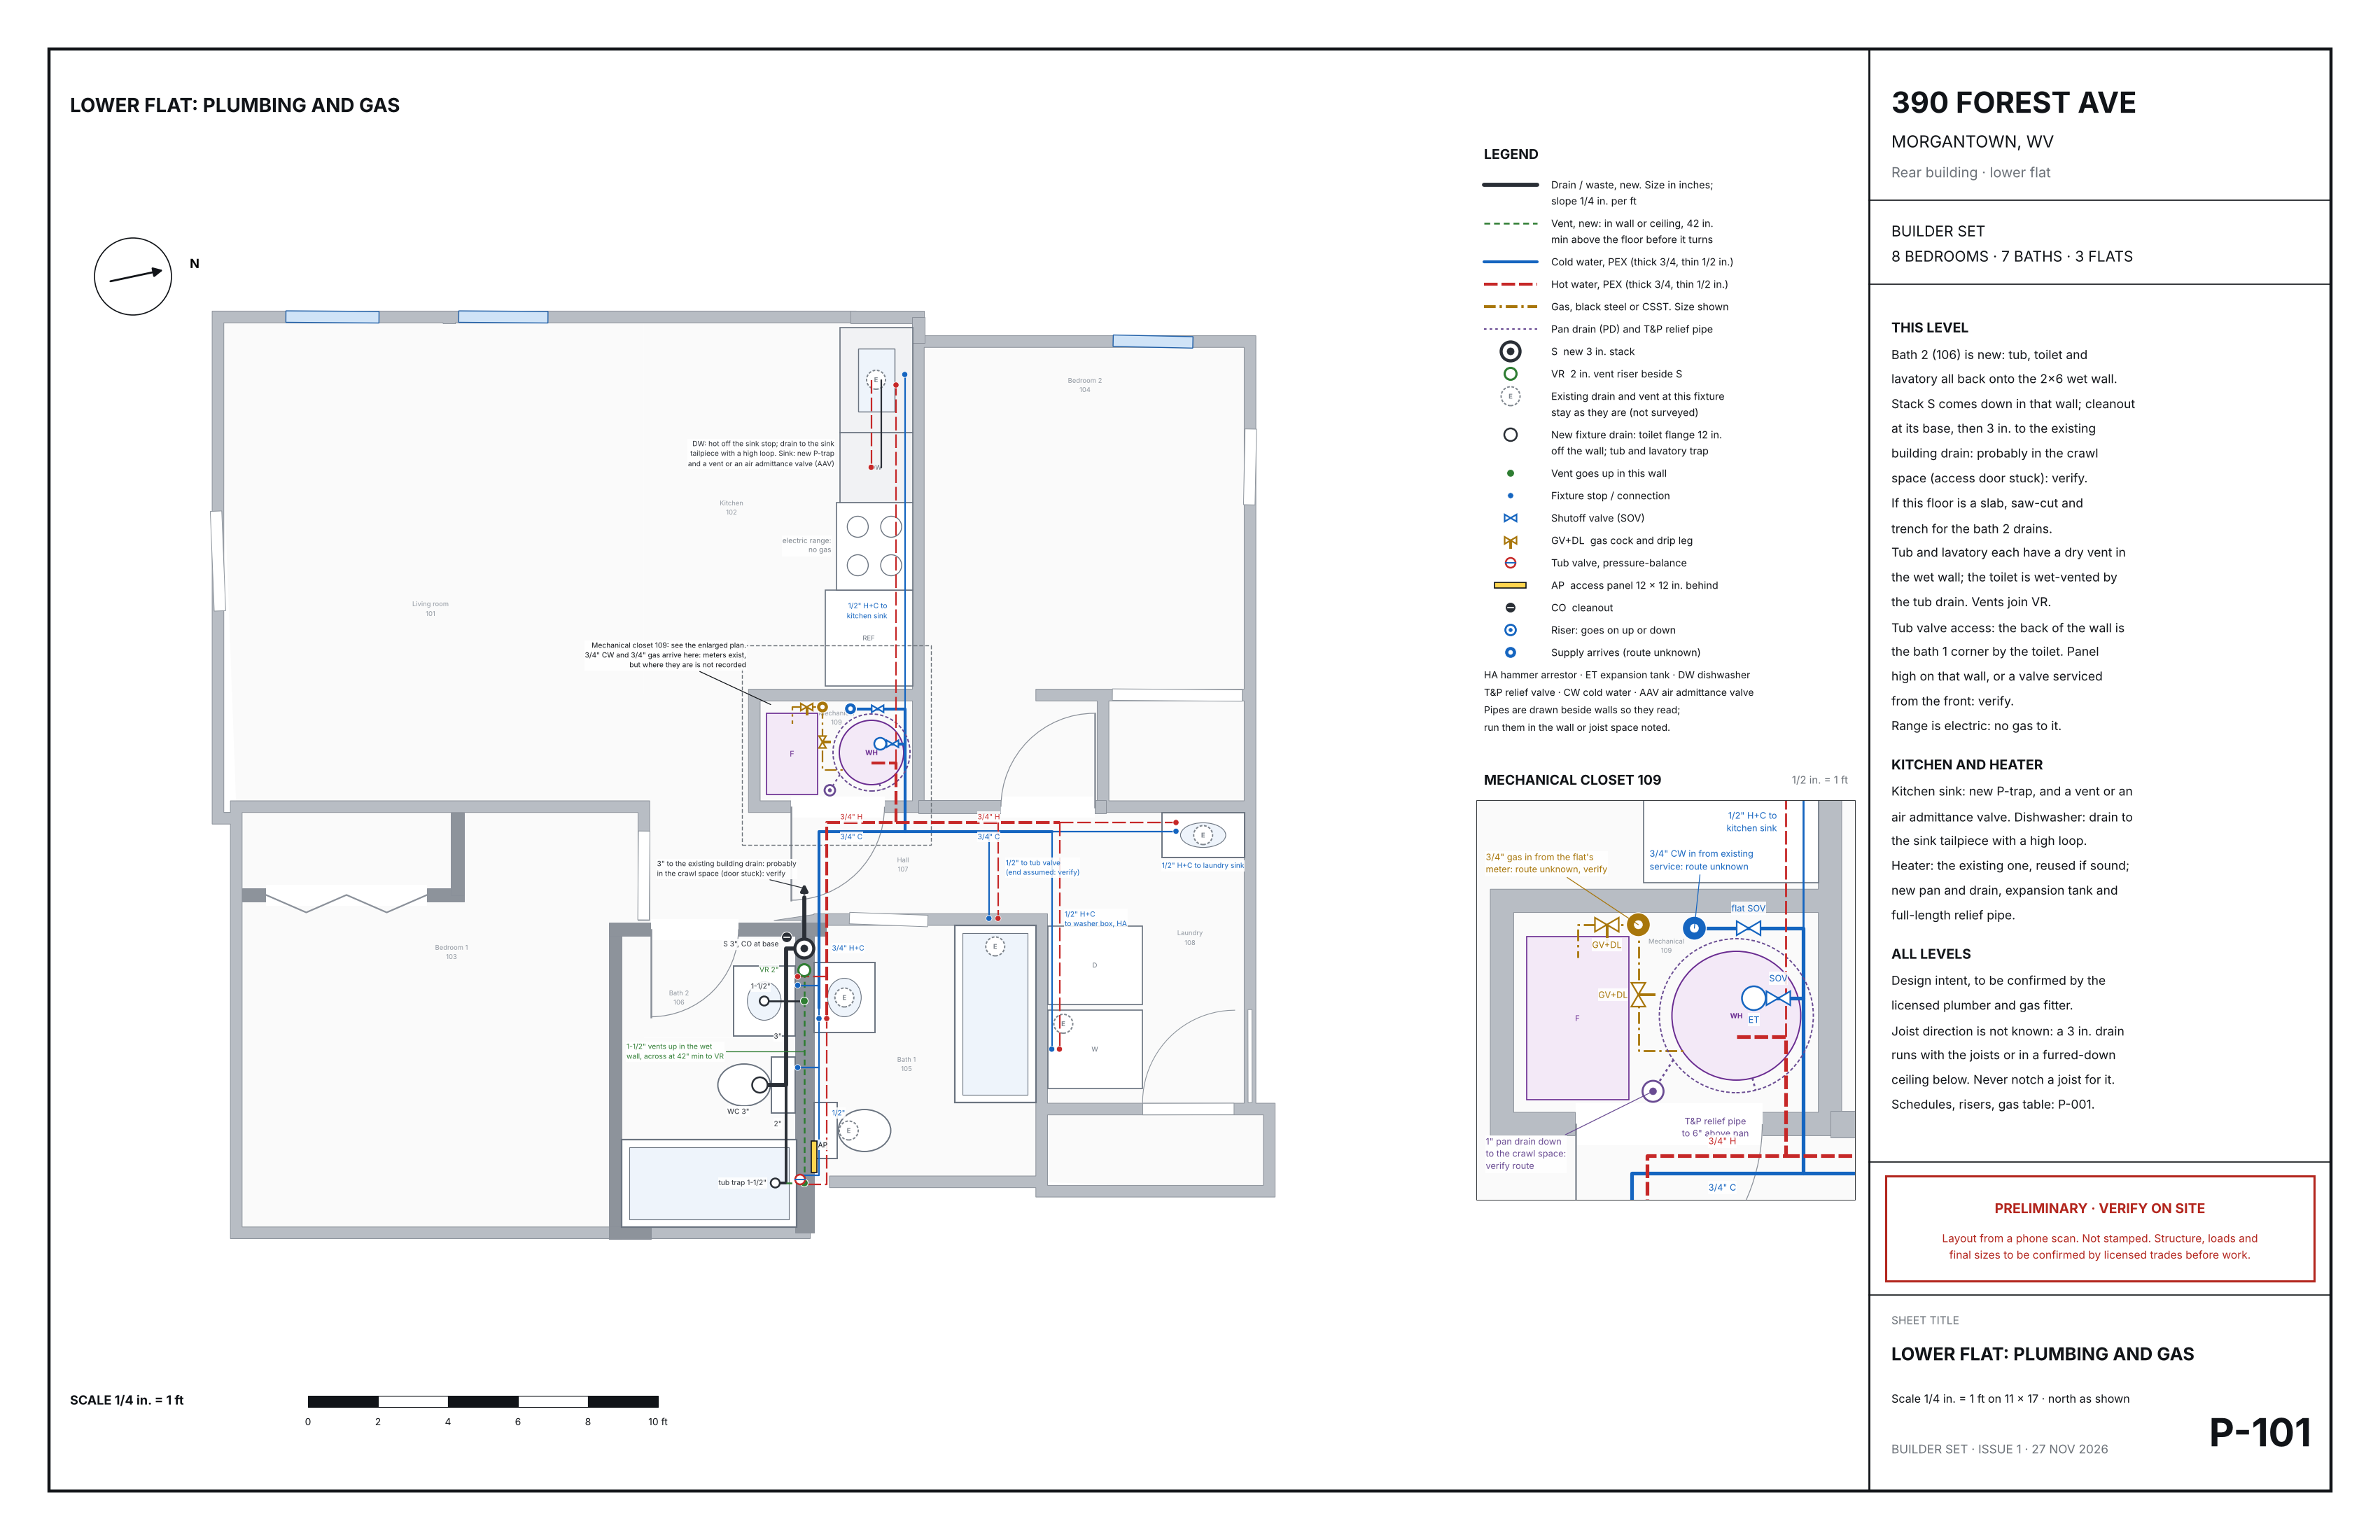 LOWER FLAT: PLUMBING AND GAS
N
Bedroom 2
104
E
DW: hot off the sink stop; drain to the sink
tailpiece with a high loop. Sink: new P-trap
and a vent or an air admittance valve (AAV)
Kitchen
102
electric range:
no gas
Living room
101
1/2" H+C to
kitchen sink
REF
Mechanical closet 109: see the enlarged plan.
3/4" CW and 3/4" gas arrive here: meters exist,
but where they are is not recorded
109
F
WH
3/4" H
3/4" H
3/4" C
3/4" C
E
3" to the existing building drain: probably
in the crawl space (door stuck): verify
Hall
107
1/2" to tub valve
(end assumed: verify)
1/2" H+C to laundry sink
1/2" H+C
to washer box, HA
Bedroom 1
103
S 3", CO at base
3/4" H+C
E
Laundry
108
VR 2"
D
1-1/2"
Bath 2
106
E
E
3"
1-1/2" vents up in the wet
wall, across at 42" min to VR
W
Bath 1
105
WC 3"
1/2"
2"
E
AP
tub trap 1-1/2"
SCALE 1/4 in. = 1 ft
0 2 4 6 8 10 ft
LEGEND
Drain / waste, new. Size in inches;
slope 1/4 in. per ft
Vent, new: in wall or ceiling, 42 in.
min above the floor before it turns
Cold water, PEX (thick 3/4, thin 1/2 in.)
Hot water, PEX (thick 3/4, thin 1/2 in.)
Gas, black steel or CSST. Size shown
Pan drain (PD) and T&P relief pipe
S new 3 in. stack
VR 2 in. vent riser beside S
E
Existing drain and vent at this fixture
stay as they are (not surveyed)
New fixture drain: toilet flange 12 in.
off the wall; tub and lavatory trap
Vent goes up in this wall
Fixture stop / connection
Shutoff valve (SOV)
GV+DL gas cock and drip leg
Tub valve, pressure-balance
AP access panel 12 × 12 in. behind
CO cleanout
Riser: goes on up or down
Supply arrives (route unknown)
HA hammer arrestor · ET expansion tank · DW dishwasher
T&P relief valve · CW cold water · AAV air admittance valve
Pipes are drawn beside walls so they read;
run them in the wall or joist space noted.
MECHANICAL CLOSET 109
1/2 in. = 1 ft
1/2" H+C to
kitchen sink
3/4" gas in from the flat's
meter: route unknown, verify
3/4" CW in from existing
service: route unknown
flat SOV
GV+DL
Mechanical
109
SOV
GV+DL
F
WH
ET
T&P relief pipe
to 6" above pan
3/4" H
1" pan drain down
to the crawl space:
verify route
3/4" C
390 FOREST AVE
MORGANTOWN, WV
Rear building · lower flat
BUILDER SET
8 BEDROOMS · 7 BATHS · 3 FLATS
THIS LEVEL
Bath 2 (106) is new: tub, toilet and
lavatory all back onto the 2×6 wet wall.
Stack S comes down in that wall; cleanout
at its base, then 3 in. to the existing
building drain: probably in the crawl
space (access door stuck): verify.
If this floor is a slab, saw-cut and
trench for the bath 2 drains.
Tub and lavatory each have a dry vent in
the wet wall; the toilet is wet-vented by
the tub drain. Vents join VR.
Tub valve access: the back of the wall is
the bath 1 corner by the toilet. Panel
high on that wall, or a valve serviced
from the front: verify.
Range is electric: no gas to it.
KITCHEN AND HEATER
Kitchen sink: new P-trap, and a vent or an
air admittance valve. Dishwasher: drain to
the sink tailpiece with a high loop.
Heater: the existing one, reused if sound;
new pan and drain, expansion tank and
full-length relief pipe.
ALL LEVELS
Design intent, to be confirmed by the
licensed plumber and gas fitter.
Joist direction is not known: a 3 in. drain
runs with the joists or in a furred-down
ceiling below. Never notch a joist for it.
Schedules, risers, gas table: P-001.
PRELIMINARY · VERIFY ON SITE
Layout from a phone scan. Not stamped. Structure, loads and
final sizes to be confirmed by licensed trades before work.
SHEET TITLE
LOWER FLAT: PLUMBING AND GAS
Scale 1/4 in. = 1 ft on 11 × 17 · north as shown
P-101
BUILDER SET · ISSUE 1 · 27 NOV 2026